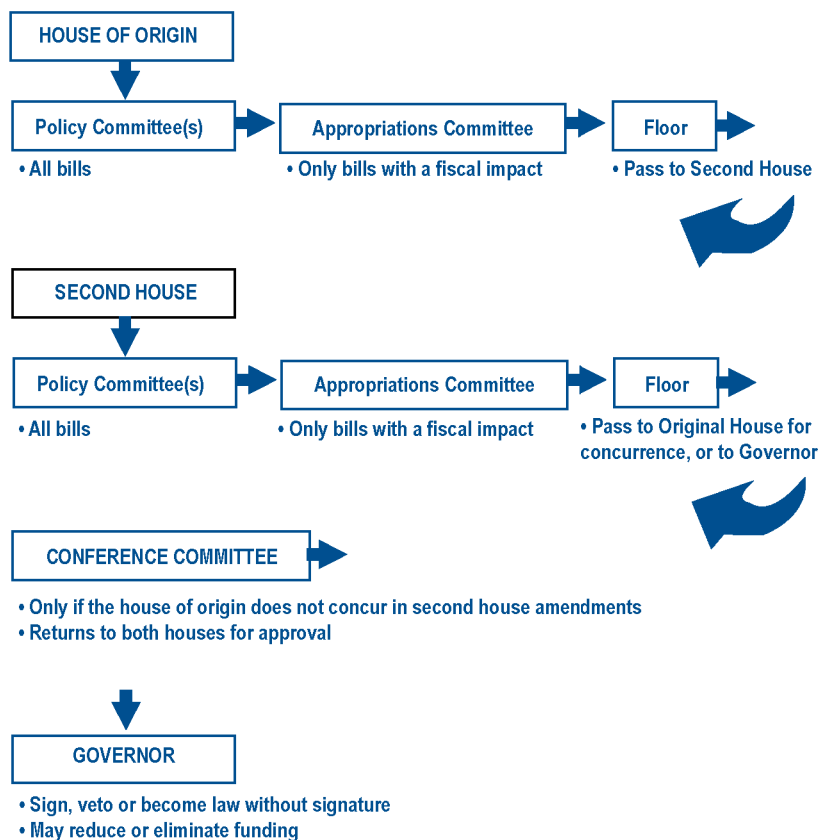 HOUSE OF ORIGIN
Policy Committee(s)
Appropriations Committee
Floor
• All bills
• Only bills with a fiscal impact
• Pass to Second House
SECOND HOUSE
Policy Committee(s)
Appropriations Committee
Floor
• All bills
• Only bills with a fiscal impact
• Pass to Original House for
concurrence, or to Governor
CONFERENCE COMMITTEE
• Only if the house of origin does not concur in second house amendments
• Returns to both houses for approval
GOVERNOR
• Sign, veto or become law without signature
• May reduce or eliminate funding